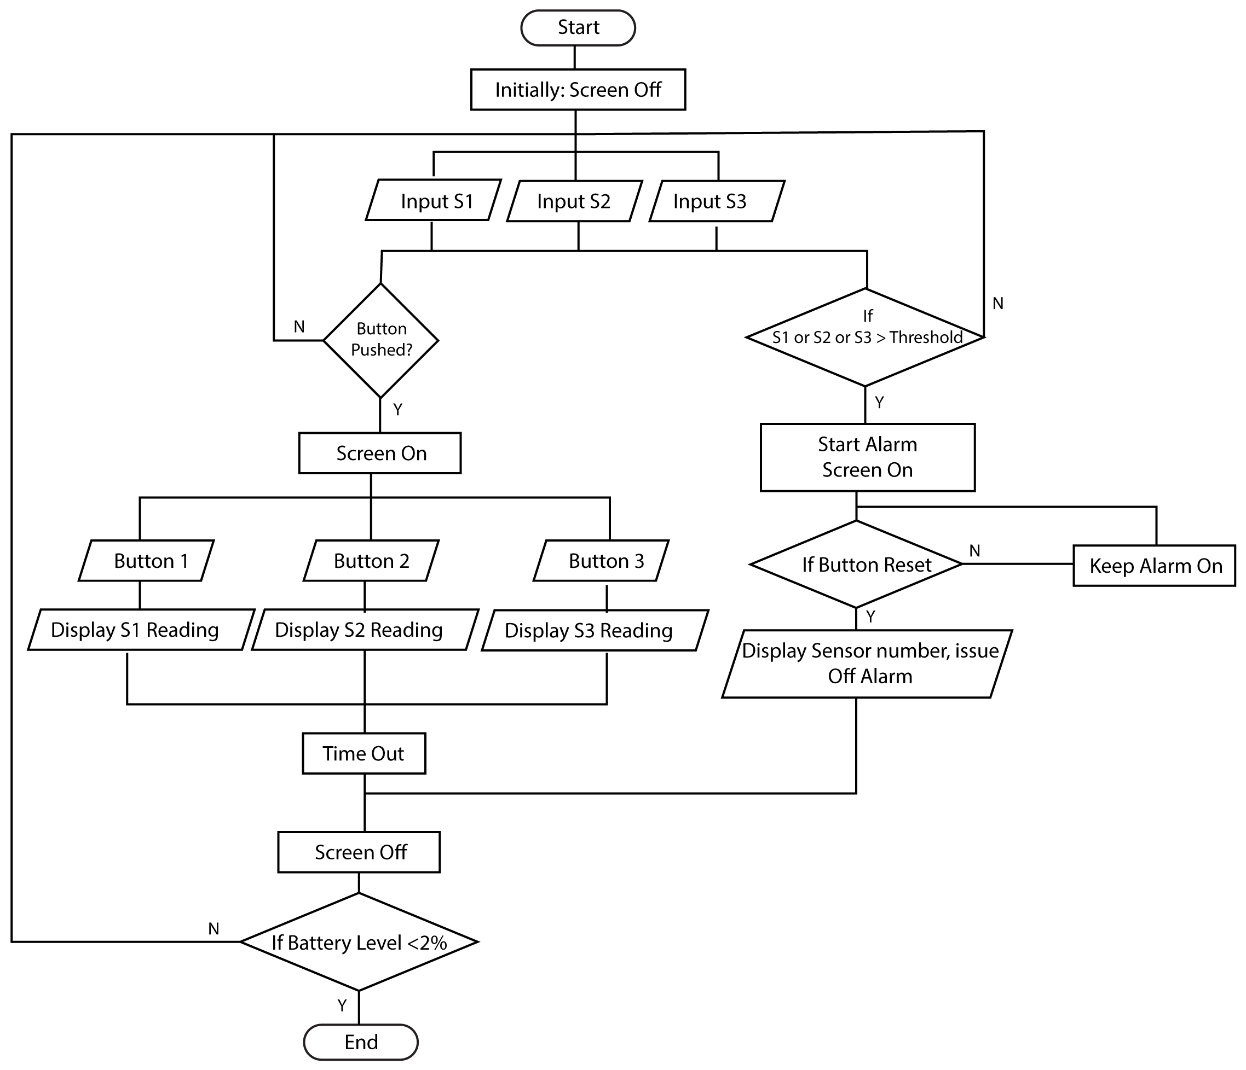 Start
Initially: Screen Off
Input S1
Input S2
Input S3
N
Button
Pushed?
If
S1 or S2 or S3 > Threshold
N
Y
Y
Screen On
Start Alarm
Screen On
Button 1
Button 2
Button 3
If Button Reset
N
Keep Alarm On
Y
Display S1 Reading
Display S2 Reading
Display S3 Reading
Display Sensor number, issue
Off Alarm
Time Out
Screen Off
N
If Battery Level <2%
Y
End